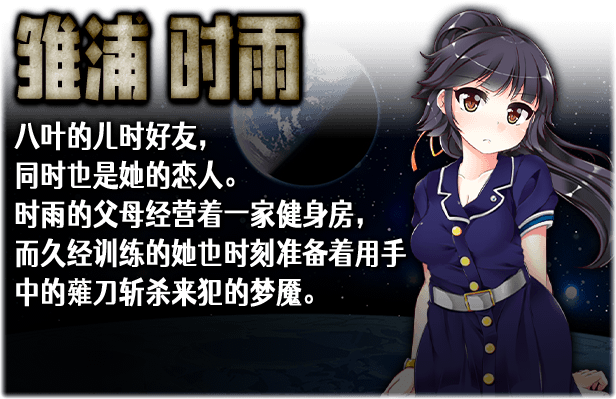 雏浦 时雨
八叶的儿时好友，
同时也是她的恋人。
时雨的父母经营着一家健身房，
而久经训练的她也时刻准备着用手
中的薙刀斩杀来犯的梦魇。